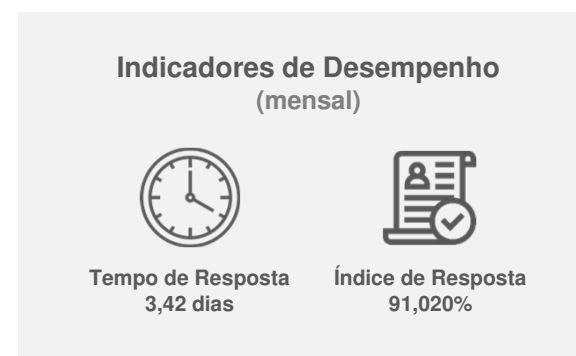 Indicadores de Desempenho
(mensal)
Tempo de Resposta
3,42 dias
Índice de Resposta
91,020%